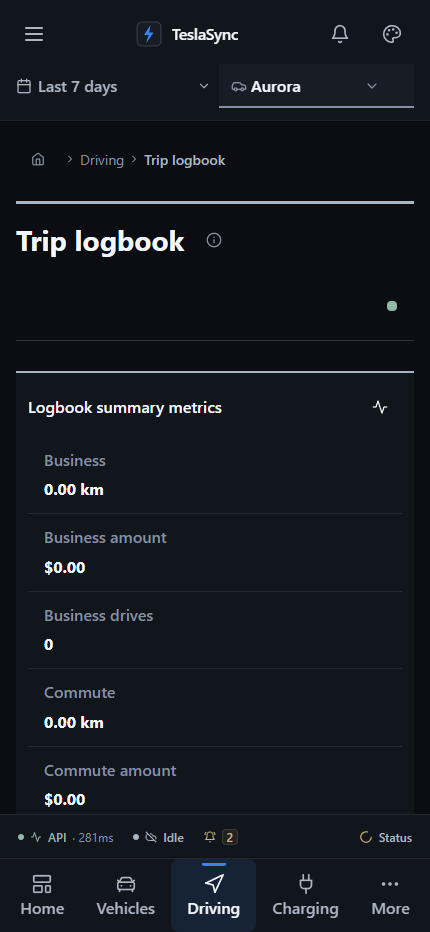 TeslaSync
Last 7 days
Aurora
Driving
Trip logbook
Trip logbook
Logbook summary metrics
Business
0.00 km
Business amount
$0.00
Business drives
0
Commute
0.00 km
Commute amount
$0.00
API · 281ms
Idle
2
Status
Home
Vehicles
Driving
Charging
More